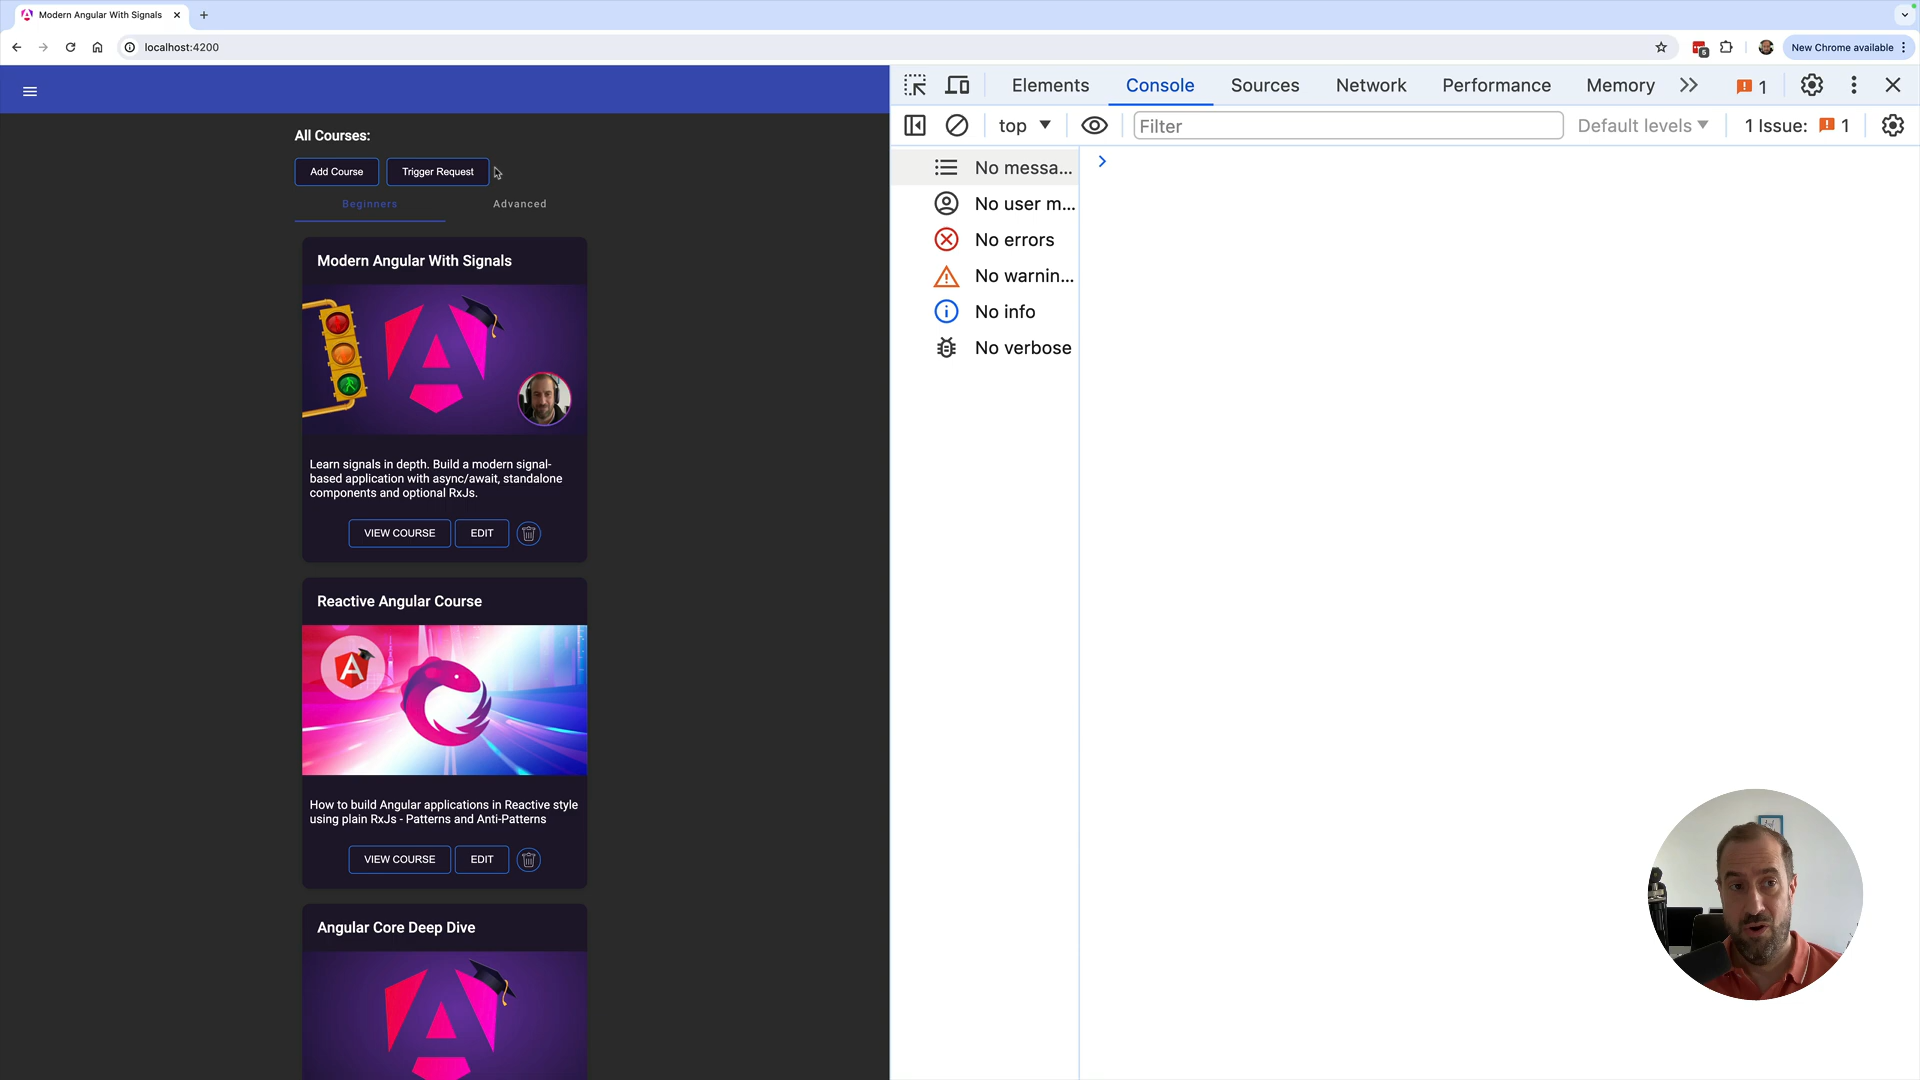 Modern Angular With Signals
localhost:4200
New Chrome available
All Courses:
Add Course
Trigger Request
Beginners
Advanced
Modern Angular With Signals
Learn signals in depth. Build a modern signal-
based application with async/await, standalone
components and optional RxJs.
VIEW COURSE
EDIT
Reactive Angular Course
How to build Angular applications in Reactive style
using plain RxJs - Patterns and Anti-Patterns
VIEW COURSE
EDIT
Angular Core Deep Dive
Elements
Console
Sources
Network
Performance
Memory
1
top
Filter
Default levels
1 Issue:
1
No messa...
No user m...
No errors
No warnin...
No info
No verbose